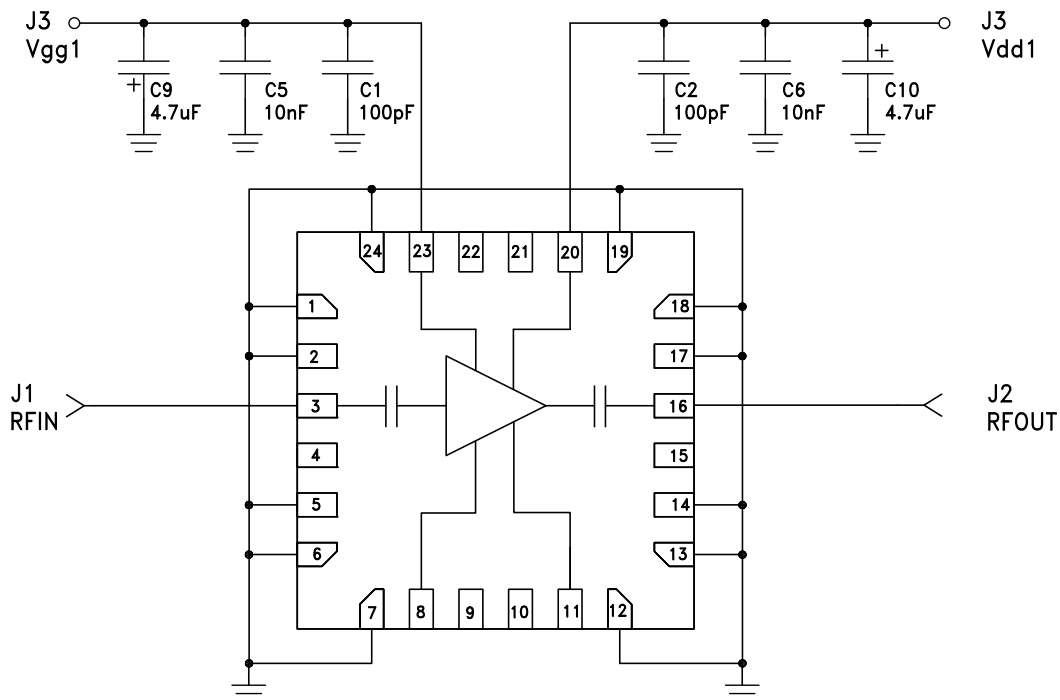 J3
Vgg1
J3
Vdd1
+
C9
4.7uF
C5
10nF
C1
100pF
C2
100pF
C6
10nF
+
C10
4.7uF
24
23
22
21
20
19
1
18
2
17
J1
RFIN
3
16
J2
RFOUT
4
15
5
14
6
13
7
8
9
10
11
12